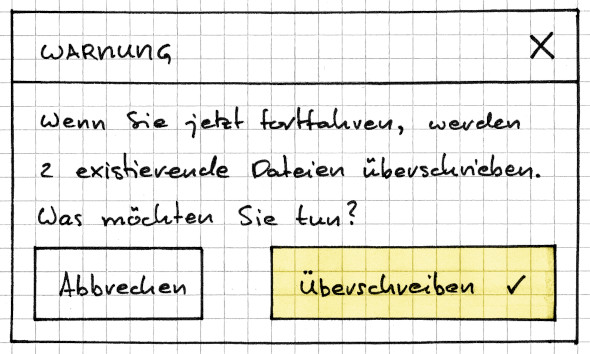 WARNUNG
Wenn Sie jetzt fortfahren, werden
2 existierende Dateien überschrieben.
Was möchten Sie tun?
Abbrechen
Überschreiben ✓